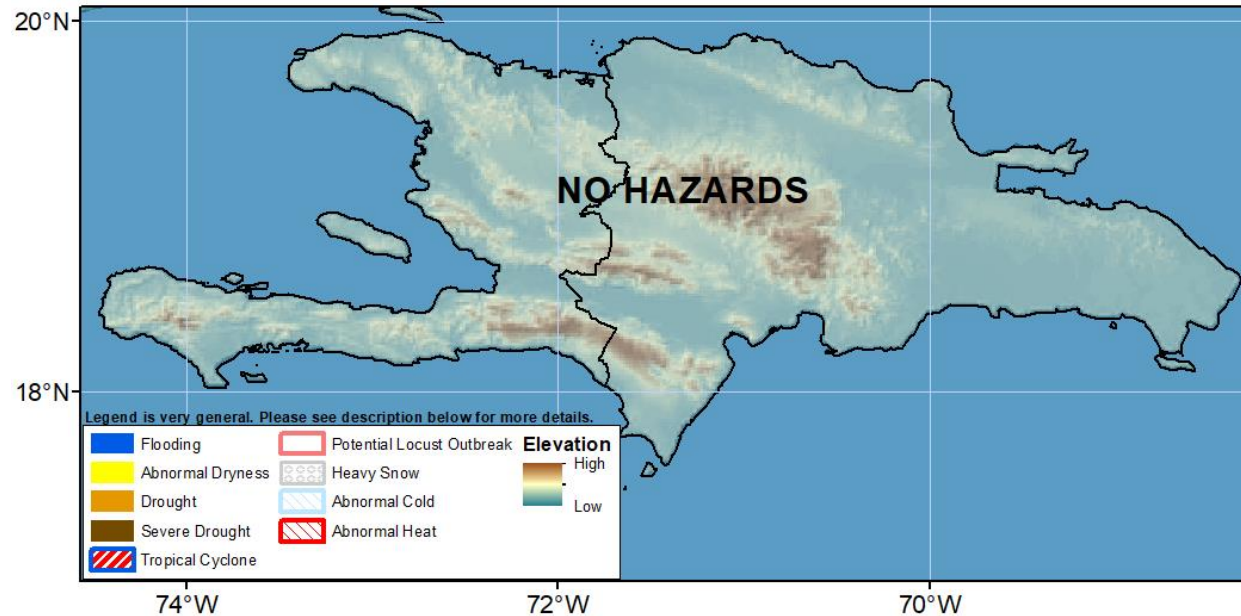 20°N
NO HAZARDS
18°N
Legend is very general. Please see description below for more details.
Flooding
Abnormal Dryness
Drought
Severe Drought
Tropical Cyclone
Potential Locust Outbreak
Heavy Snow
Abnormal Cold
Abnormal Heat
Elevation
High
Low
74°W
72°W
70°W